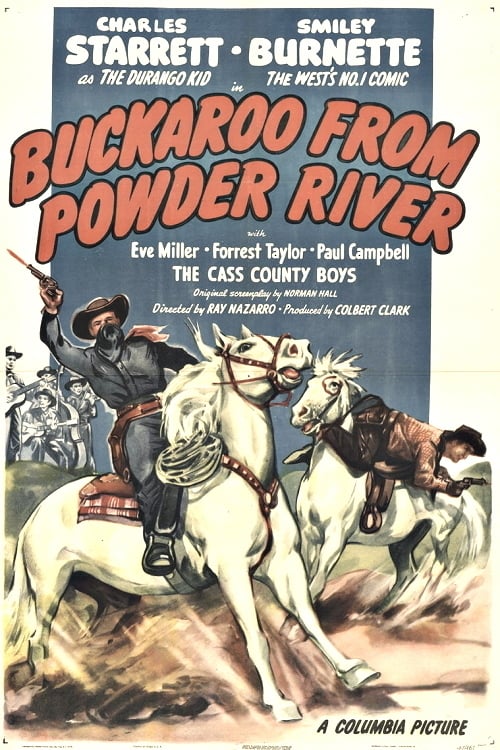 CHARLES
STARRETT
as THE DURANGO KID
SMILEY
BURNETTE
THE WEST'S NO. 1 COMIC
in
BUCKAROO FROM
POWDER RIVER
with
Eve Miller • Forrest Taylor • Paul Campbell
THE CASS COUNTY BOYS
Original screenplay by NORMAN HALL
Directed by RAY NAZARRO • Produced by COLBERT CLARK
A COLUMBIA PICTURE